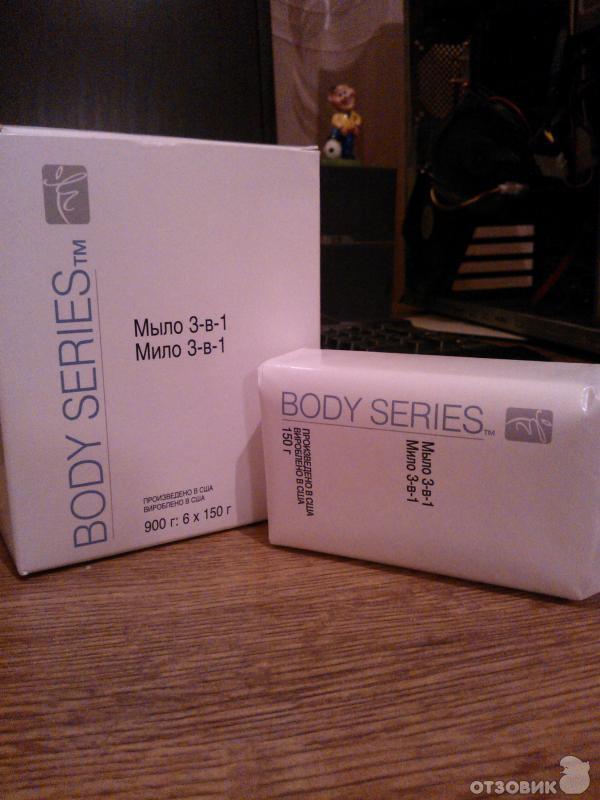 BODY SERIES™
Мыло 3-в-1
Мило 3-в-1
ПРОИЗВЕДЕНО В США
ВИРОБЛЕНО В США
900 г: 6 x 150 г
BODY SERIES™
Мыло 3-в-1
Мило 3-в-1
ПРОИЗВЕДЕНО В США
ВИРОБЛЕНО В США
150 г
ОТЗОВИК